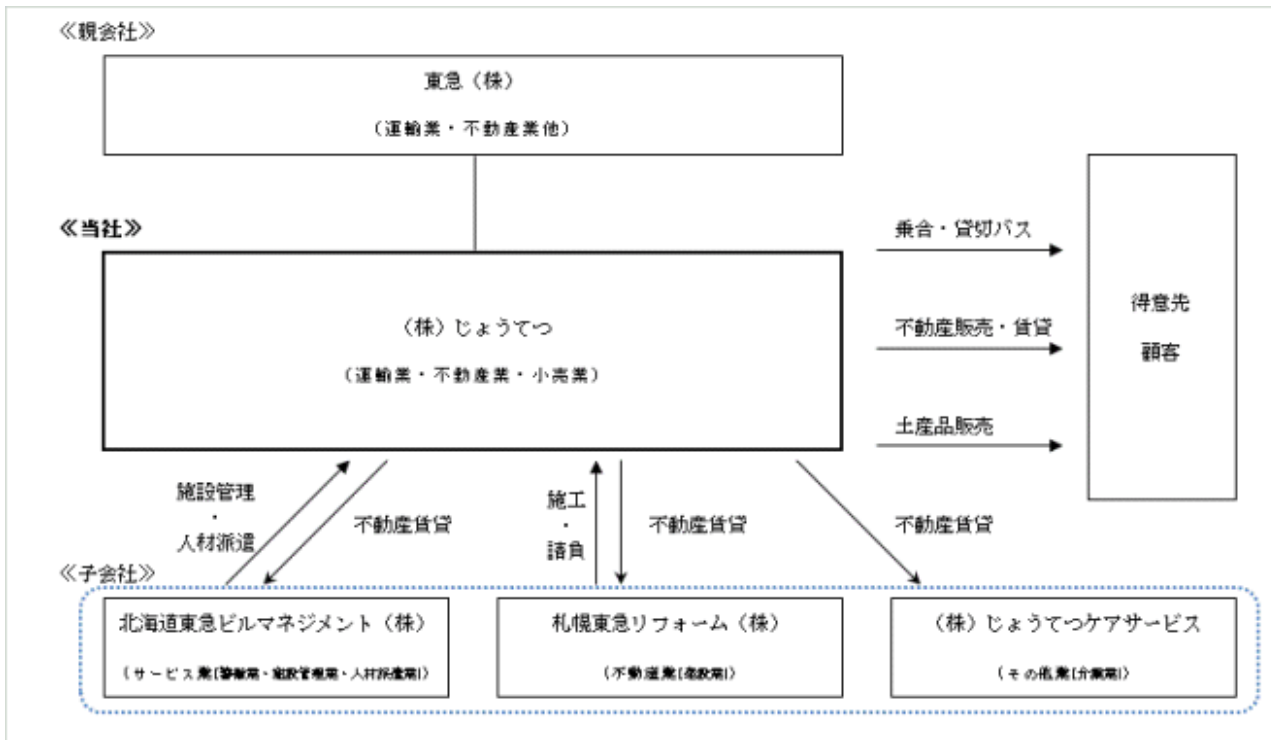 ≪親会社≫
東急（株）
（運輸業・不動産業他）
≪当社≫
（株）じょうてつ
（運輸業・不動産業・小売業）
乗合・貸切バス
不動産販売・賃貸
土産品販売
得意先
顧客
施設管理
・
人材派遣
不動産賃貸
施工
・
請負
不動産賃貸
不動産賃貸
≪子会社≫
北海道東急ビルマネジメント（株）
（サービス業[警備業・施設管理業・人材派遣業]）
札幌東急リフォーム（株）
（不動産業[建設業]）
（株）じょうてつケアサービス
（その他業[介護業]）